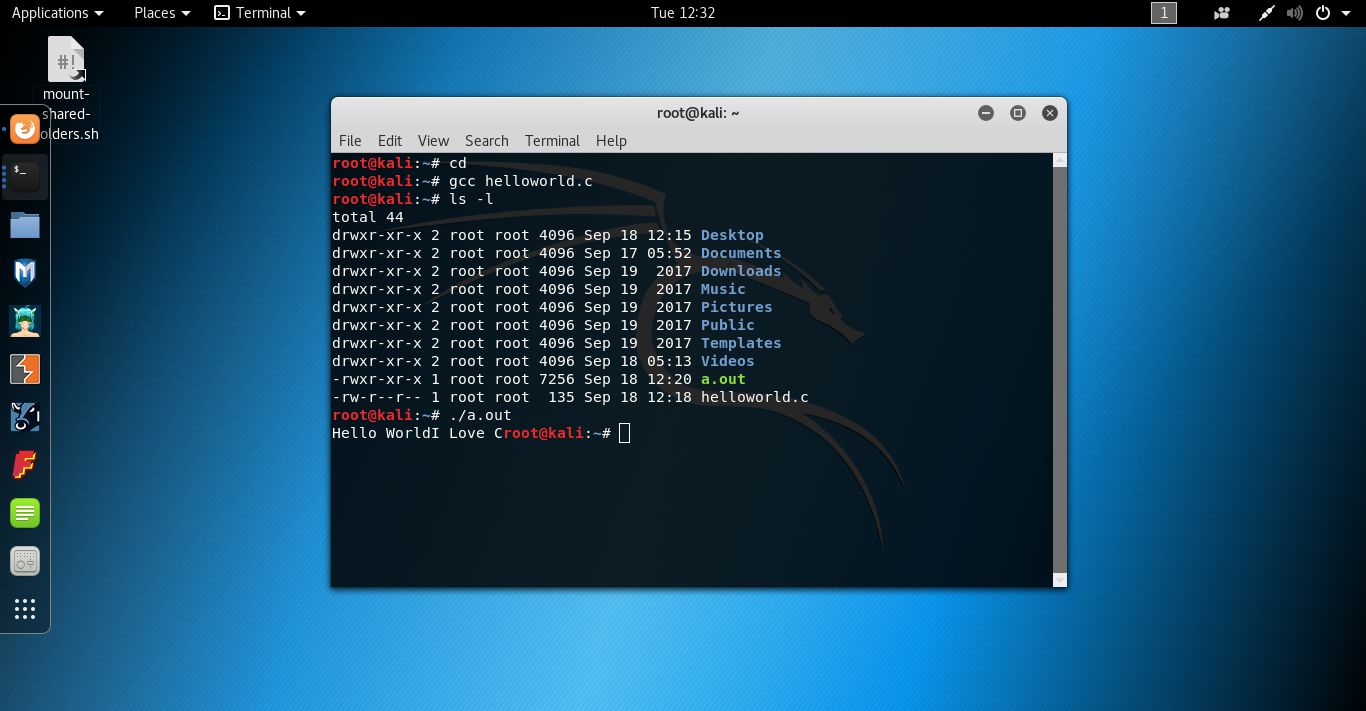 Applications Places Terminal Tue 12:32 1
#!
mount-
shared-
olders.sh
$_
root@kali: ~
File Edit View Search Terminal Help
root@kali:~# cd
root@kali:~# gcc helloworld.c
root@kali:~# ls -l
total 44
drwxr-xr-x 2 root root 4096 Sep 18 12:15 Desktop
drwxr-xr-x 2 root root 4096 Sep 17 05:52 Documents
drwxr-xr-x 2 root root 4096 Sep 19  2017 Downloads
drwxr-xr-x 2 root root 4096 Sep 19  2017 Music
drwxr-xr-x 2 root root 4096 Sep 19  2017 Pictures
drwxr-xr-x 2 root root 4096 Sep 19  2017 Public
drwxr-xr-x 2 root root 4096 Sep 19  2017 Templates
drwxr-xr-x 2 root root 4096 Sep 18 05:13 Videos
-rwxr-xr-x 1 root root 7256 Sep 18 12:20 a.out
-rw-r--r-- 1 root root  135 Sep 18 12:18 helloworld.c
root@kali:~# ./a.out
Hello WorldI Love Croot@kali:~#